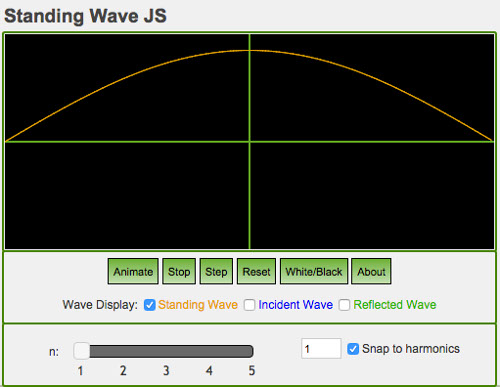 Standing Wave JS
Animate Stop Step Reset White/Black About
Wave Display: Standing Wave Incident Wave Reflected Wave
n: 1 Snap to harmonics
1 2 3 4 5